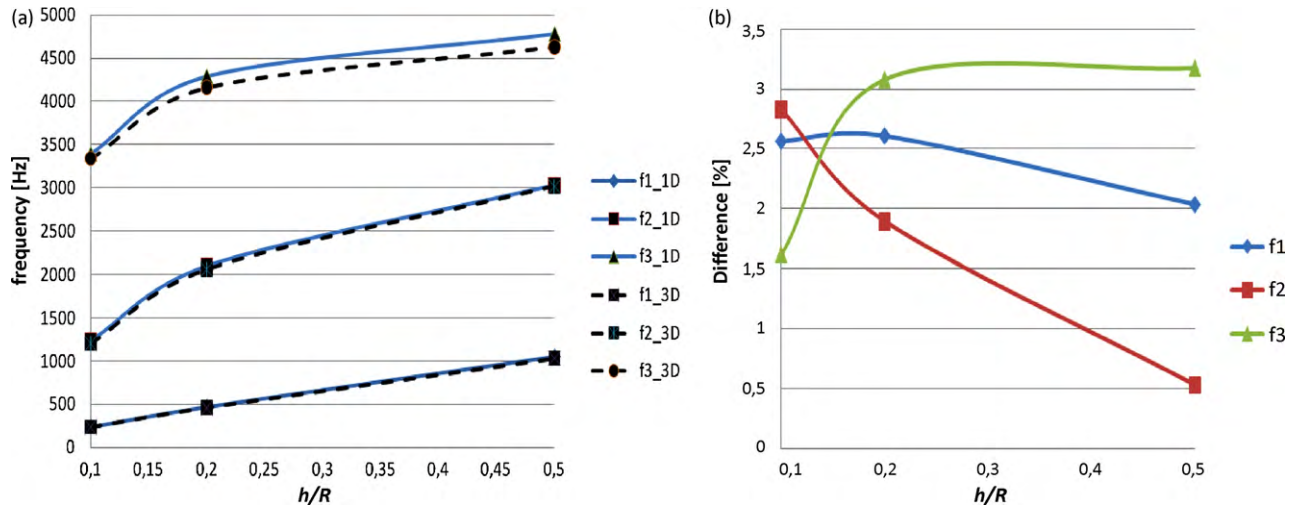 (a)
5000
4500
4000
3500
3000
2500
2000
1500
1000
500
0
frequency [Hz]
0,1 0,15 0,2 0,25 0,3 0,35 0,4 0,45 0,5
h/R
f1_1D
f2_1D
f3_1D
f1_3D
f2_3D
f3_3D
(b)
3,5
3
2,5
2
1,5
1
0,5
0
Difference [%]
0,1 0,2 0,3 0,4 0,5
h/R
f1
f2
f3